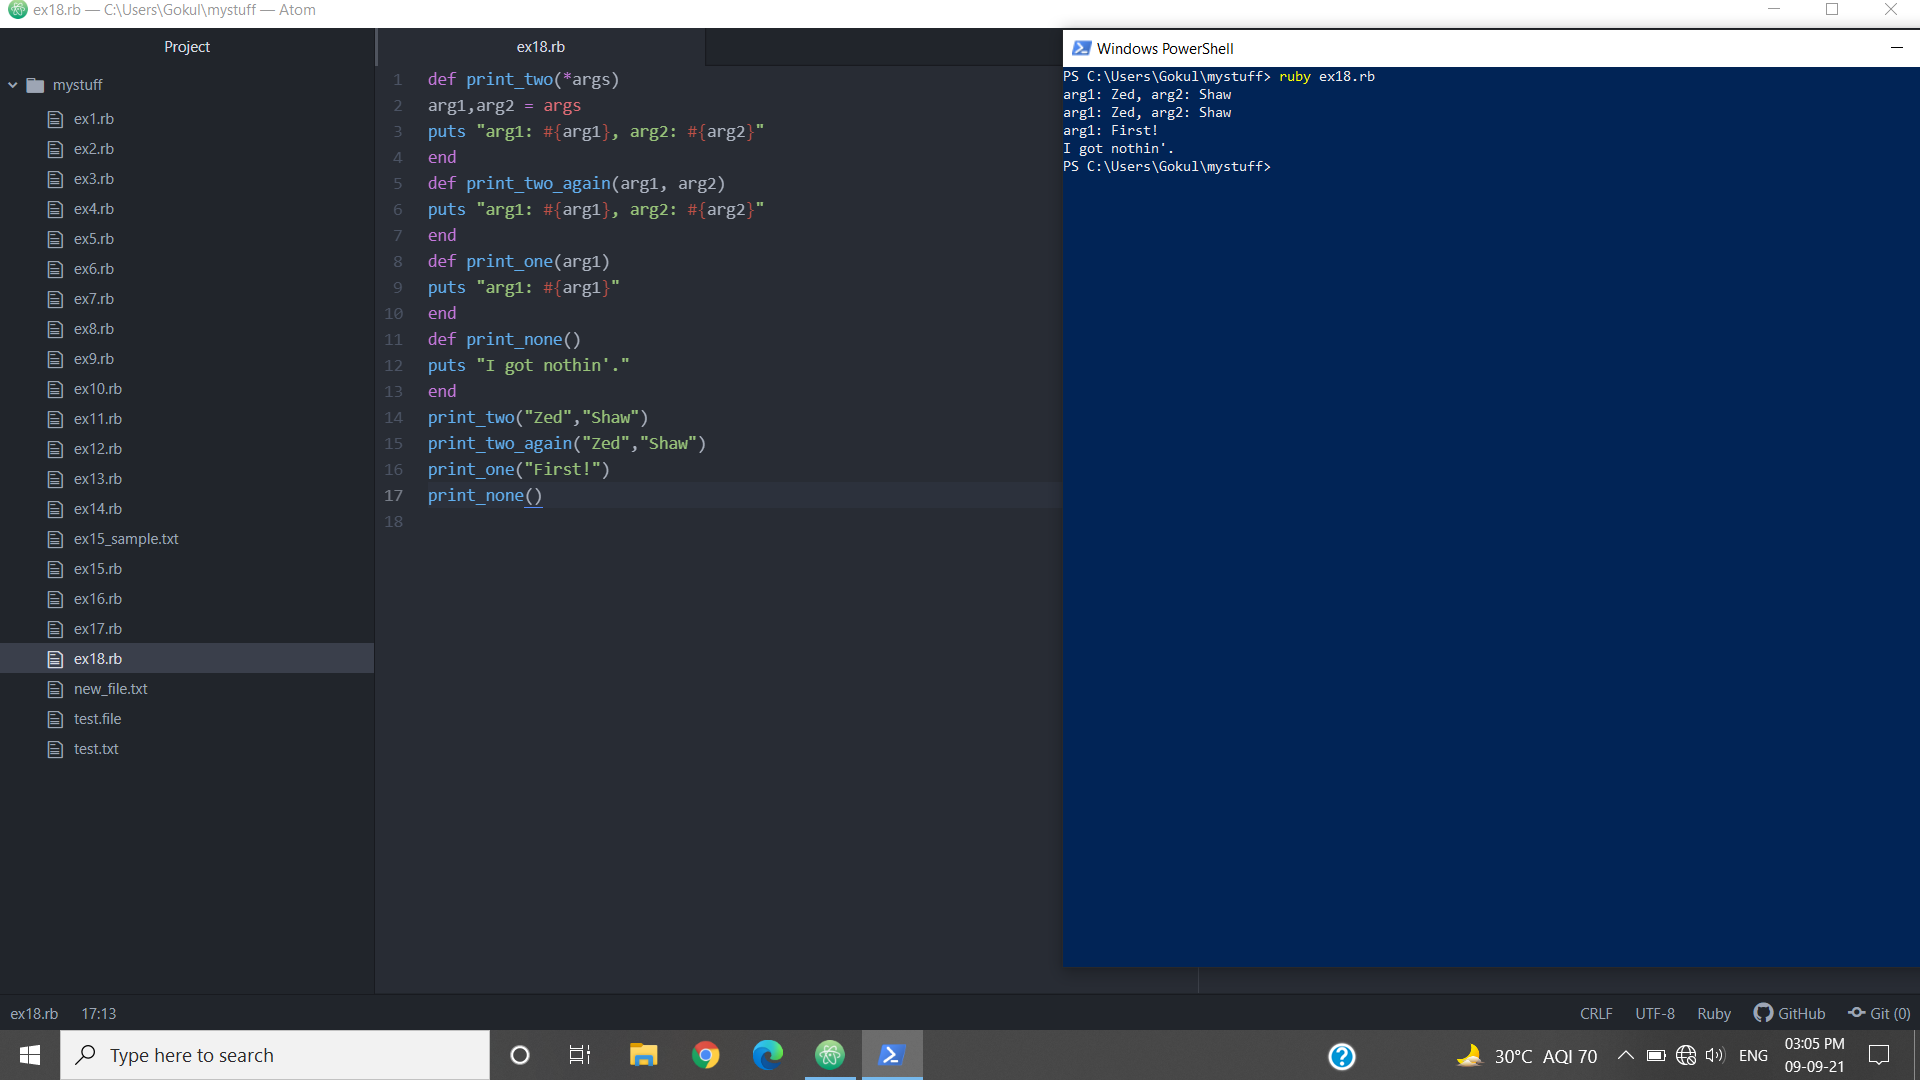 ex18.rb — C:\Users\Gokul\mystuff — Atom
Project
mystuff
ex1.rb
ex2.rb
ex3.rb
ex4.rb
ex5.rb
ex6.rb
ex7.rb
ex8.rb
ex9.rb
ex10.rb
ex11.rb
ex12.rb
ex13.rb
ex14.rb
ex15_sample.txt
ex15.rb
ex16.rb
ex17.rb
ex18.rb
new_file.txt
test.file
test.txt
ex18.rb
1 def print_two(*args)
2 arg1,arg2 = args
3 puts "arg1: #{arg1}, arg2: #{arg2}"
4 end
5 def print_two_again(arg1, arg2)
6 puts "arg1: #{arg1}, arg2: #{arg2}"
7 end
8 def print_one(arg1)
9 puts "arg1: #{arg1}"
10 end
11 def print_none()
12 puts "I got nothin'."
13 end
14 print_two("Zed","Shaw")
15 print_two_again("Zed","Shaw")
16 print_one("First!")
17 print_none()
18
Windows PowerShell
PS C:\Users\Gokul\mystuff> ruby ex18.rb
arg1: Zed, arg2: Shaw
arg1: Zed, arg2: Shaw
arg1: First!
I got nothin'.
PS C:\Users\Gokul\mystuff>
ex18.rb 17:13
CRLF UTF-8 Ruby GitHub Git (0)
Type here to search
30°C AQI 70
ENG
03:05 PM
09-09-21